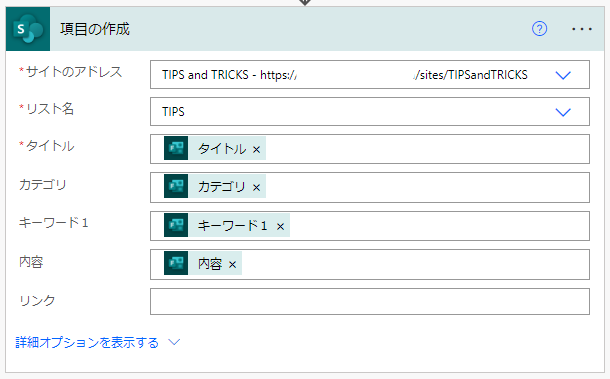 項目の作成
*サイトのアドレス TIPS and TRICKS - https:/ /sites/TIPSandTRICKS
*リスト名 TIPS
*タイトル タイトル ×
カテゴリ カテゴリ ×
キーワード1 キーワード1 ×
内容 内容 ×
リンク
詳細オプションを表示する